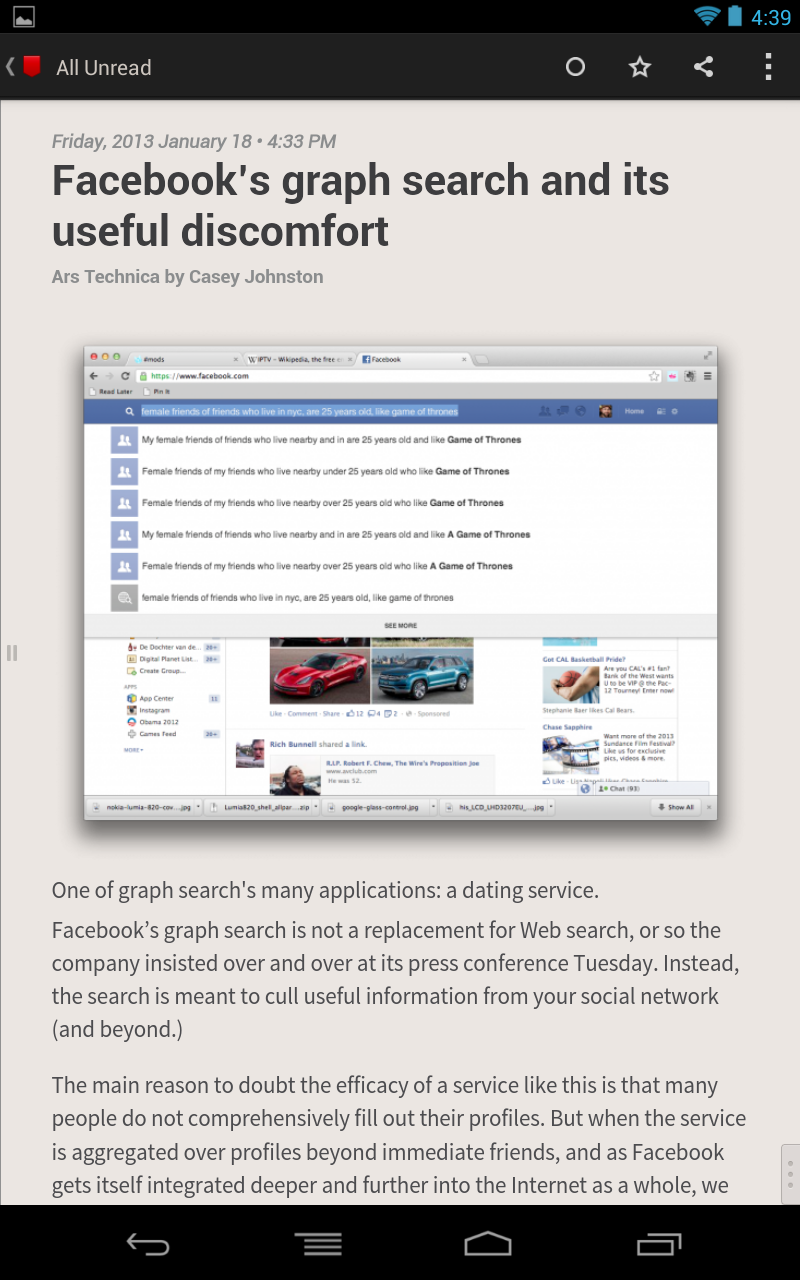 4:39
All Unread
Friday, 2013 January 18 • 4:33 PM
Facebook's graph search and its
useful discomfort
Ars Technica by Casey Johnston
#mods
IPTV - Wikipedia, the free e
Facebook
https://www.facebook.com
Read Later
Pin It
female friends of friends who live in nyc, are 25 years old, like game of thrones
Home
My female friends of friends who live nearby and in are 25 years old and like Game of Thrones
Female friends of my friends who live nearby under 25 years old who like Game of Thrones
Female friends of my friends who live nearby over 25 years old who like Game of Thrones
My female friends of friends who live nearby and in are 25 years old and like A Game of Thrones
Female friends of my friends who live nearby over 25 years old who like A Game of Thrones
female friends of friends who live in nyc, are 25 years old, like game of thrones
SEE MORE
De Dochter van de... 20+
Digital Planet List... 20+
Create Group...
APPS
App Center 11
Instagram
Obama 2012
Games Feed 20+
MORE
Like · Comment · Share · 12 4 2 · Sponsored
Rich Bunnell shared a link.
R.I.P. Robert F. Chew, The Wire's Proposition Joe
www.avclub.com
He was 52.
Got CAL Basketball Pride?
Are you CAL's #1 fan?
Bank of the West wants
U to be VIP @ the Pac-
12 Tourney! Enter now!
Stephanie Baer likes Cal Bears.
Chase Sapphire
Want more of the 2013
Sundance Film Festival?
Like us for exclusive
pics, videos & more.
Chat (93)
nokia-lumia-820-cov....jpg
Lumia820_shell_allpar....zip
google-glass-control.jpg
his_LCD_LHD3207EU_....jpg
Show All
One of graph search's many applications: a dating service.
Facebook’s graph search is not a replacement for Web search, or so the
company insisted over and over at its press conference Tuesday. Instead,
the search is meant to cull useful information from your social network
(and beyond.)
The main reason to doubt the efficacy of a service like this is that many
people do not comprehensively fill out their profiles. But when the service
is aggregated over profiles beyond immediate friends, and as Facebook
gets itself integrated deeper and further into the Internet as a whole, we